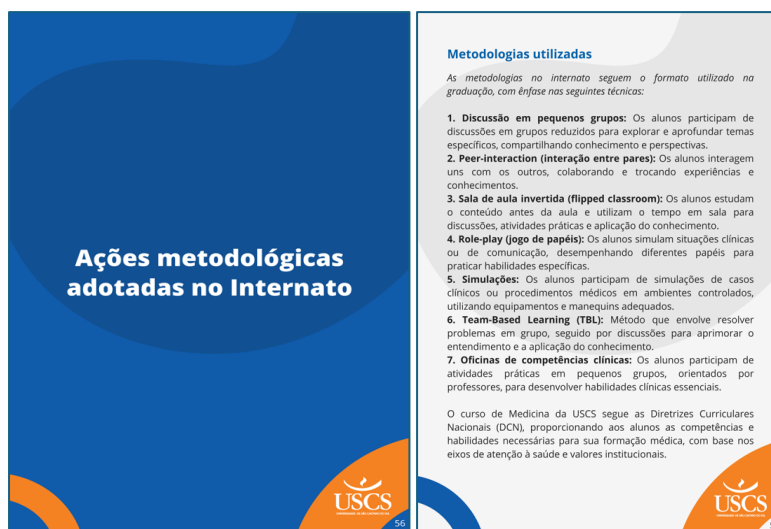 Ações metodológicas
adotadas no Internato
USCS
56
Metodologias utilizadas
As metodologias no internato seguem o formato utilizado na
graduação, com ênfase nas seguintes técnicas:
1. Discussão em pequenos grupos: Os alunos participam de
discussões em grupos reduzidos para explorar e aprofundar temas
específicos, compartilhando conhecimento e perspectivas.
2. Peer-interaction (interação entre pares): Os alunos interagem
uns com os outros, colaborando e trocando experiências e
conhecimentos.
3. Sala de aula invertida (flipped classroom): Os alunos estudam
o conteúdo antes da aula e utilizam o tempo em sala para
discussões, atividades práticas e aplicação do conhecimento.
4. Role-play (jogo de papéis): Os alunos simulam situações clínicas
ou de comunicação, desempenhando diferentes papéis para
praticar habilidades específicas.
5. Simulações: Os alunos participam de simulações de casos
clínicos ou procedimentos médicos em ambientes controlados,
utilizando equipamentos e manequins adequados.
6. Team-Based Learning (TBL): Método que envolve resolver
problemas em grupo, seguido por discussões para aprimorar o
entendimento e a aplicação do conhecimento.
7. Oficinas de competências clínicas: Os alunos participam de
atividades práticas em pequenos grupos, orientados por
professores, para desenvolver habilidades clínicas essenciais.
O curso de Medicina da USCS segue as Diretrizes Curriculares
Nacionais (DCN), proporcionando aos alunos as competências e
habilidades necessárias para sua formação médica, com base nos
eixos de atenção à saúde e valores institucionais.
USCS